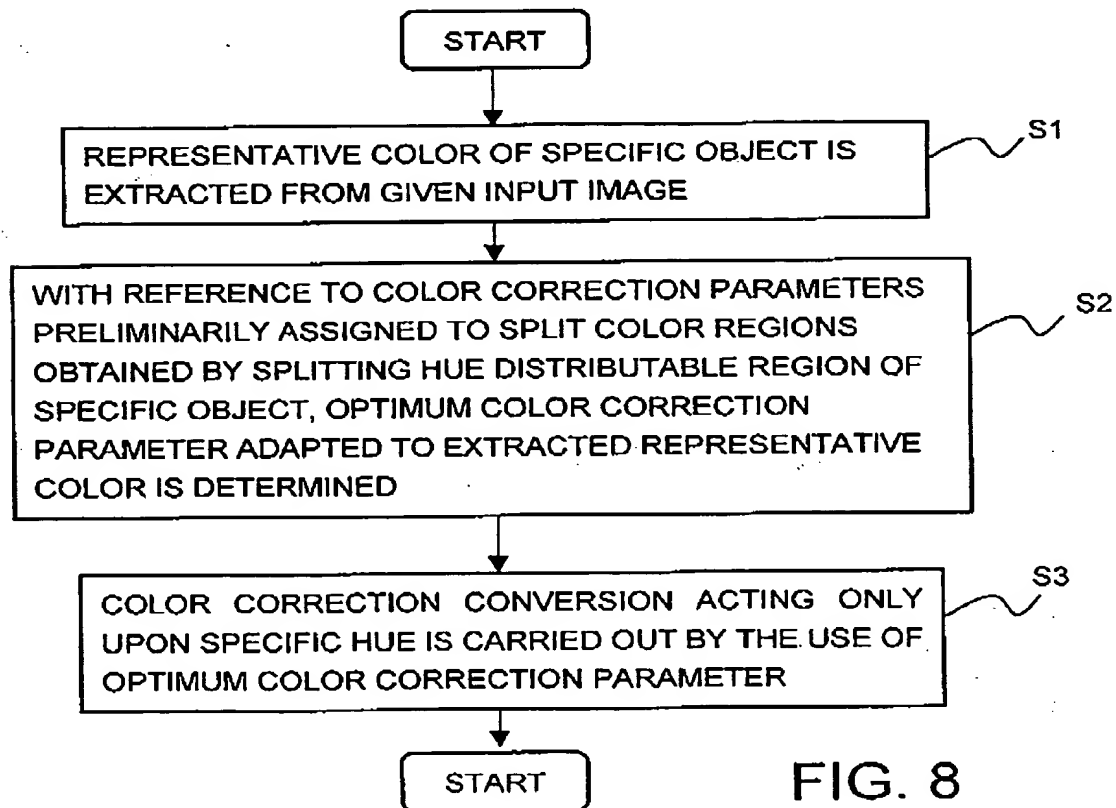 START
REPRESENTATIVE COLOR OF SPECIFIC OBJECT IS
EXTRACTED FROM GIVEN INPUT IMAGE
S1
WITH REFERENCE TO COLOR CORRECTION PARAMETERS
PRELIMINARILY ASSIGNED TO SPLIT COLOR REGIONS
OBTAINED BY SPLITTING HUE DISTRIBUTABLE REGION OF
SPECIFIC OBJECT, OPTIMUM COLOR CORRECTION
PARAMETER ADAPTED TO EXTRACTED REPRESENTATIVE
COLOR IS DETERMINED
S2
COLOR CORRECTION CONVERSION ACTING ONLY
UPON SPECIFIC HUE IS CARRIED OUT BY THE USE OF
OPTIMUM COLOR CORRECTION PARAMETER
S3
START
FIG. 8